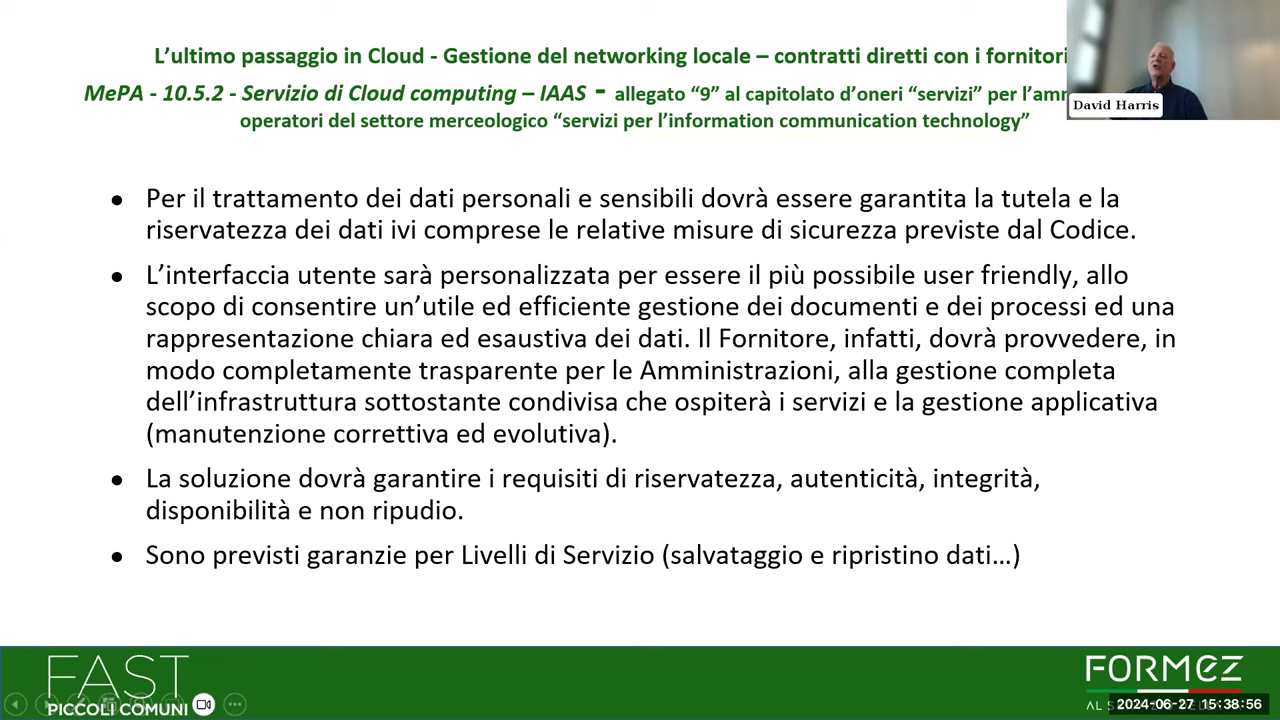 L’ultimo passaggio in Cloud - Gestione del networking locale – contratti diretti con i fornitori
MePA - 10.5.2 - Servizio di Cloud computing – IAAS - allegato “9” al capitolato d’oneri “servizi” per l’amm
operatori del settore merceologico “servizi per l’information communication technology”
David Harris
● Per il trattamento dei dati personali e sensibili dovrà essere garantita la tutela e la
riservatezza dei dati ivi comprese le relative misure di sicurezza previste dal Codice.
● L’interfaccia utente sarà personalizzata per essere il più possibile user friendly, allo
scopo di consentire un’utile ed efficiente gestione dei documenti e dei processi ed una
rappresentazione chiara ed esaustiva dei dati. Il Fornitore, infatti, dovrà provvedere, in
modo completamente trasparente per le Amministrazioni, alla gestione completa
dell’infrastruttura sottostante condivisa che ospiterà i servizi e la gestione applicativa
(manutenzione correttiva ed evolutiva).
● La soluzione dovrà garantire i requisiti di riservatezza, autenticità, integrità,
disponibilità e non ripudio.
● Sono previsti garanzie per Livelli di Servizio (salvataggio e ripristino dati…)
FAST
PICCOLI COMUNI
FORMEZ
2024-06-27 15:38:56